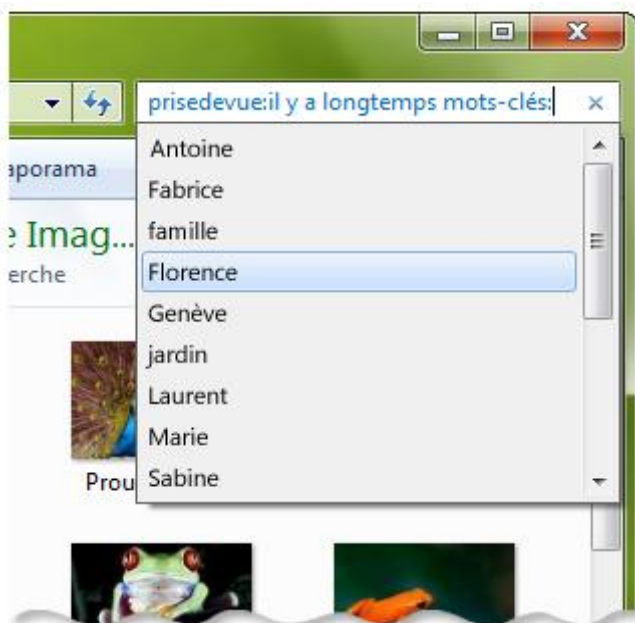 prisedevue:il y a longtemps mots-clés:
Antoine
aporama
Fabrice
e Imag...
famille
erche
Florence
Genève
jardin
Laurent
Marie
Prou
Sabine